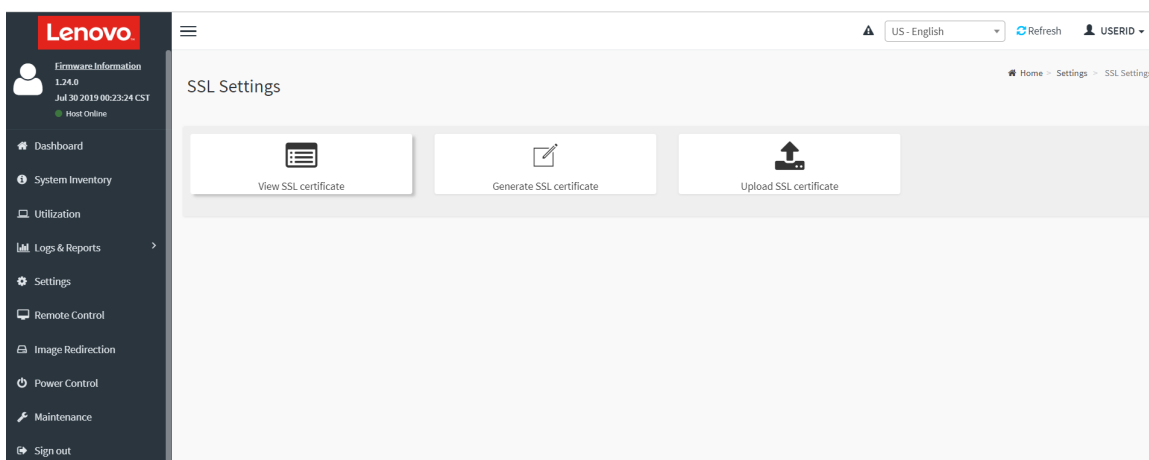 Lenovo
US - English
Refresh
USERID
Firmware Information
1.24.0
Jul 30 2019 00:23:24 CST
Host Online
SSL Settings
Home > Settings > SSL Settings
Dashboard
System Inventory
Utilization
Logs & Reports
Settings
Remote Control
Image Redirection
Power Control
Maintenance
Sign out
View SSL certificate
Generate SSL certificate
Upload SSL certificate